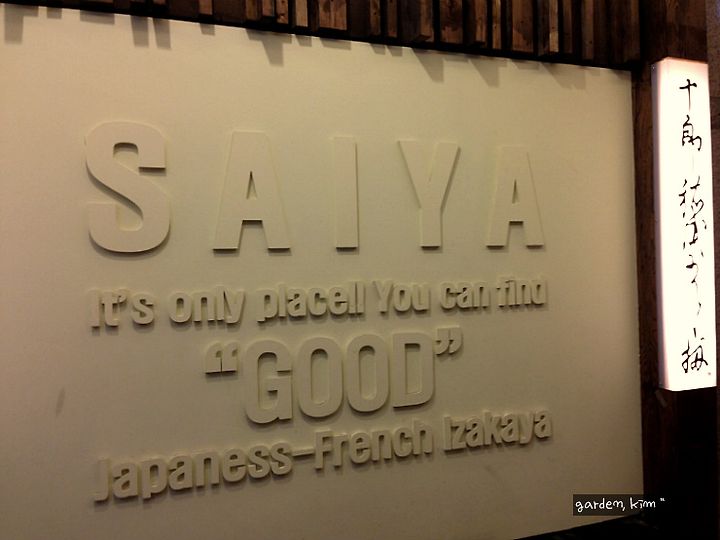 SAIYA
It's only place!! You can find
“GOOD”
Japaness-French Izakaya
garden, kim"